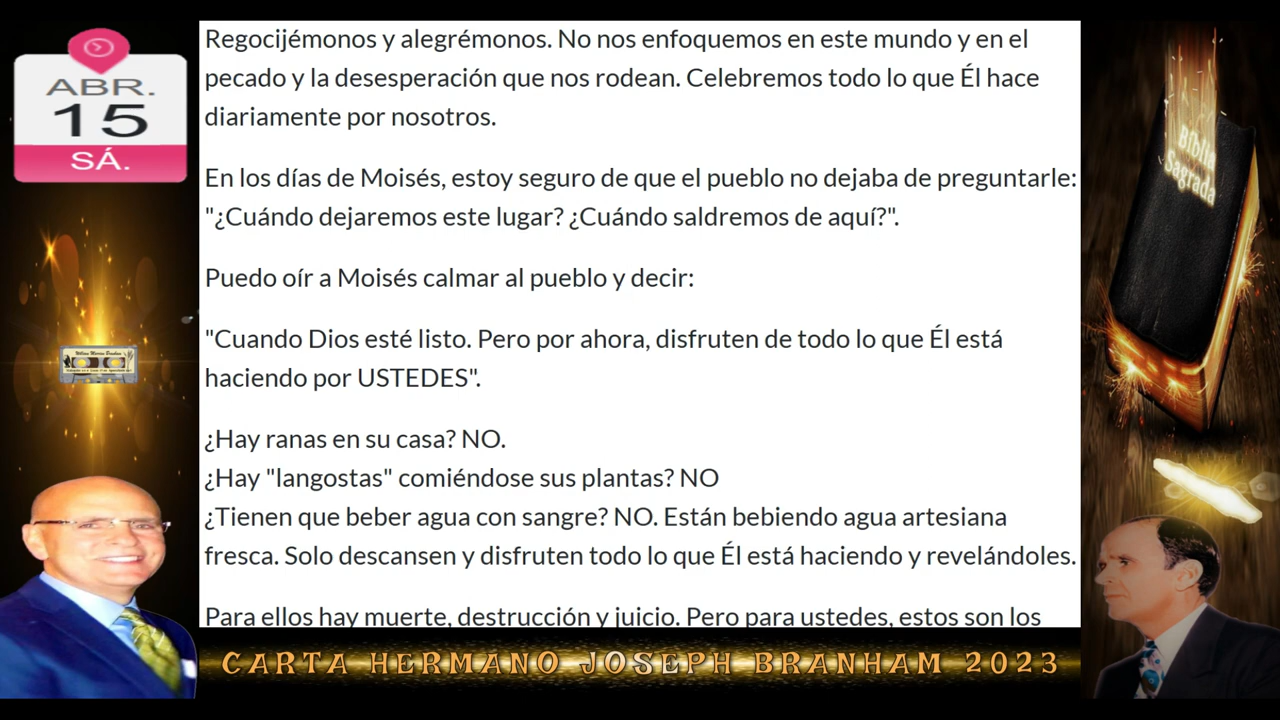 ABR.
15
SÁ.
Regocijémonos y alegrémonos. No nos enfoquemos en este mundo y en el
pecado y la desesperación que nos rodean. Celebremos todo lo que Él hace
diariamente por nosotros.
En los días de Moisés, estoy seguro de que el pueblo no dejaba de preguntarle:
"¿Cuándo dejaremos este lugar? ¿Cuándo saldremos de aquí?".
Puedo oír a Moisés calmar al pueblo y decir:
"Cuando Dios esté listo. Pero por ahora, disfruten de todo lo que Él está
haciendo por USTEDES".
¿Hay ranas en su casa? NO.
¿Hay "langostas" comiéndose sus plantas? NO
¿Tienen que beber agua con sangre? NO. Están bebiendo agua artesiana
fresca. Solo descansen y disfruten todo lo que Él está haciendo y revelándoles.
Para ellos hay muerte, destrucción y juicio. Pero para ustedes, estos son los
Biblia
Sagrada
CARTA HERMANO JOSEPH BRANHAM 2023